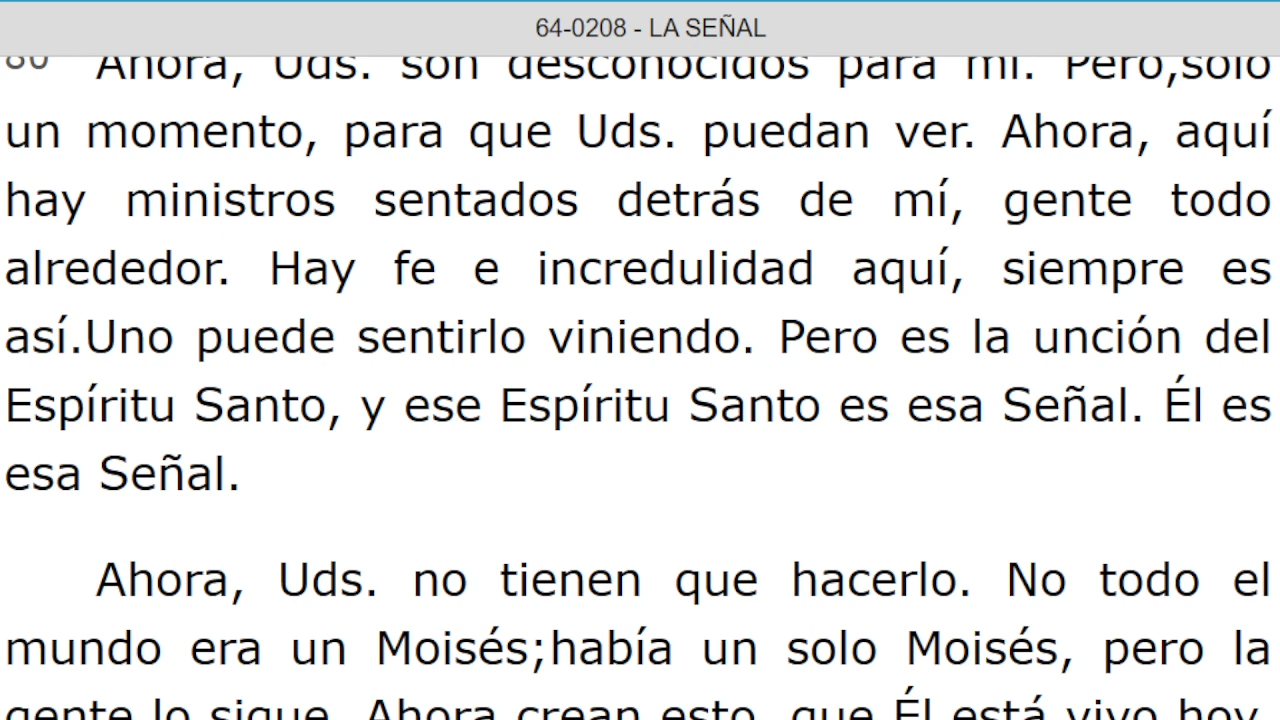 64-0208 - LA SEÑAL
80 Ahora, Uds. son desconocidos para mí. Pero,sólo
un momento, para que Uds. puedan ver. Ahora, aquí
hay ministros sentados detrás de mí, gente todo
alrededor. Hay fe e incredulidad aquí, siempre es
así.Uno puede sentirlo viniendo. Pero es la unción del
Espíritu Santo, y ese Espíritu Santo es esa Señal. Él es
esa Señal.
Ahora, Uds. no tienen que hacerlo. No todo el
mundo era un Moisés;había un solo Moisés, pero la
gente lo sigue. Ahora crean esto, que Él está vivo hoy.